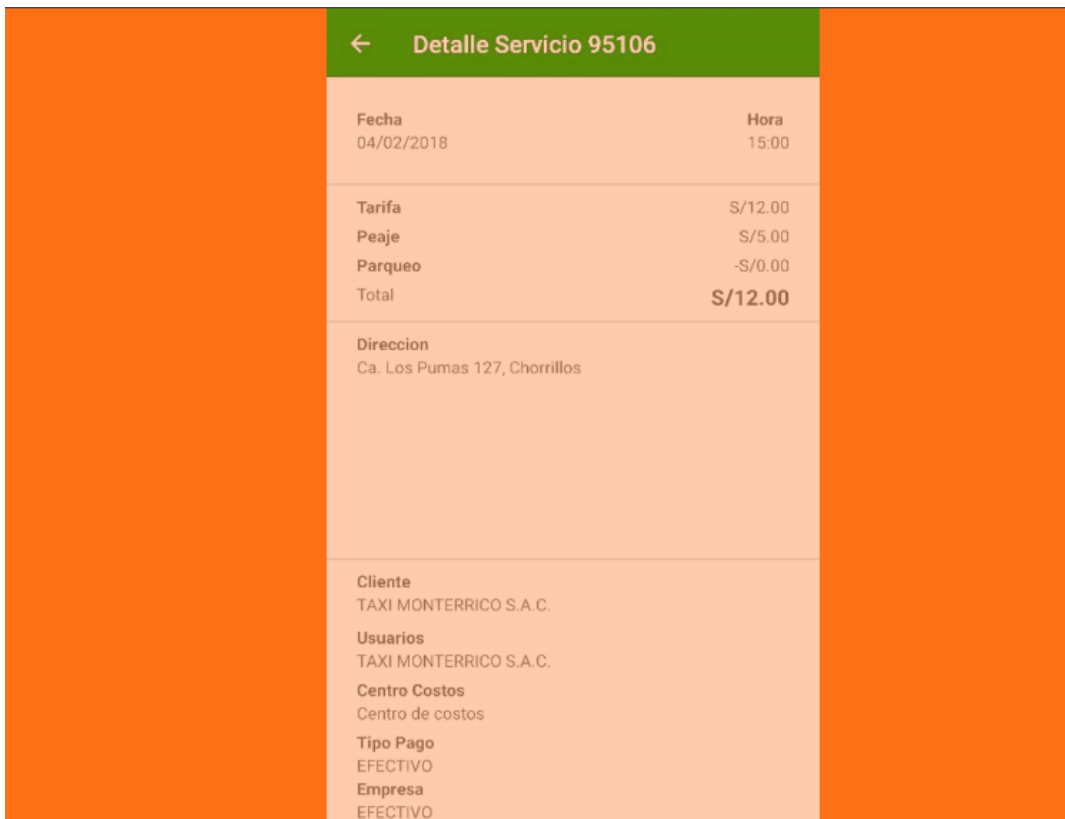 ← Detalle Servicio 95106
Fecha Hora
04/02/2018 15:00
Tarifa S/12.00
Peaje S/5.00
Parqueo -S/0.00
Total S/12.00
Direccion
Ca. Los Pumas 127, Chorrillos
Cliente
TAXI MONTERRICO S.A.C.
Usuarios
TAXI MONTERRICO S.A.C.
Centro Costos
Centro de costos
Tipo Pago
EFECTIVO
Empresa
EFECTIVO